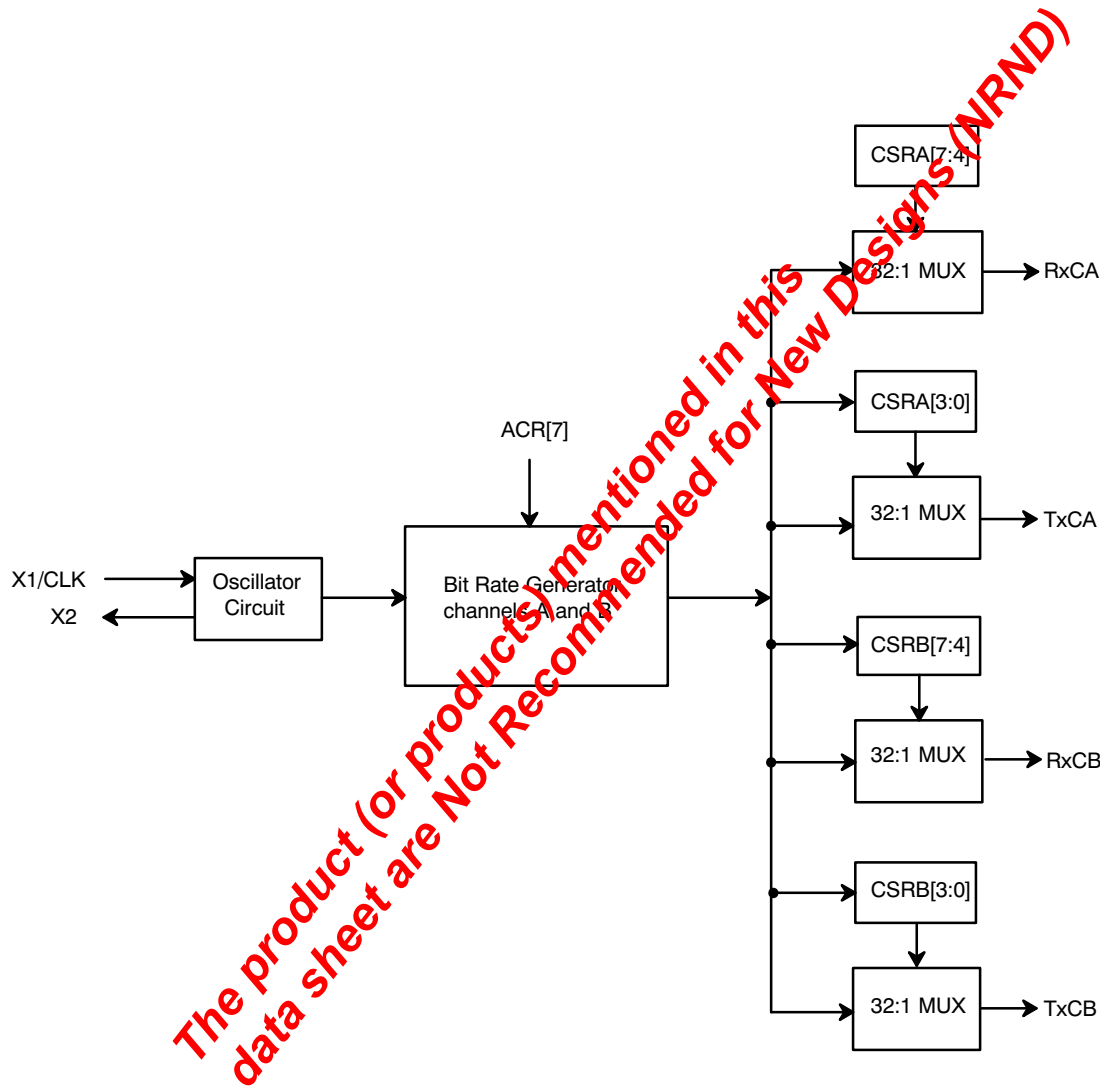 CSRA[7:4]
32:1 MUX
RxCA
CSRA[3:0]
ACR[7]
32:1 MUX
TxCA
X1/CLK
X2
Oscillator
Circuit
Bit Rate Generator
channels A and B
CSRB[7:4]
32:1 MUX
RxCB
CSRB[3:0]
32:1 MUX
TxCB
The product (or products) mentioned in this
data sheet are Not Recommended for New Designs (NRND)